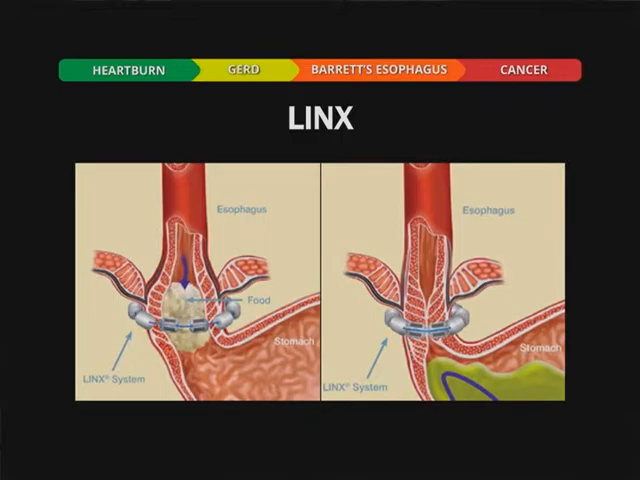 HEARTBURN
GERD
BARRETT'S ESOPHAGUS
CANCER
LINX
Esophagus
Food
Stomach
LINX® System
Esophagus
Stomach
LINX® System